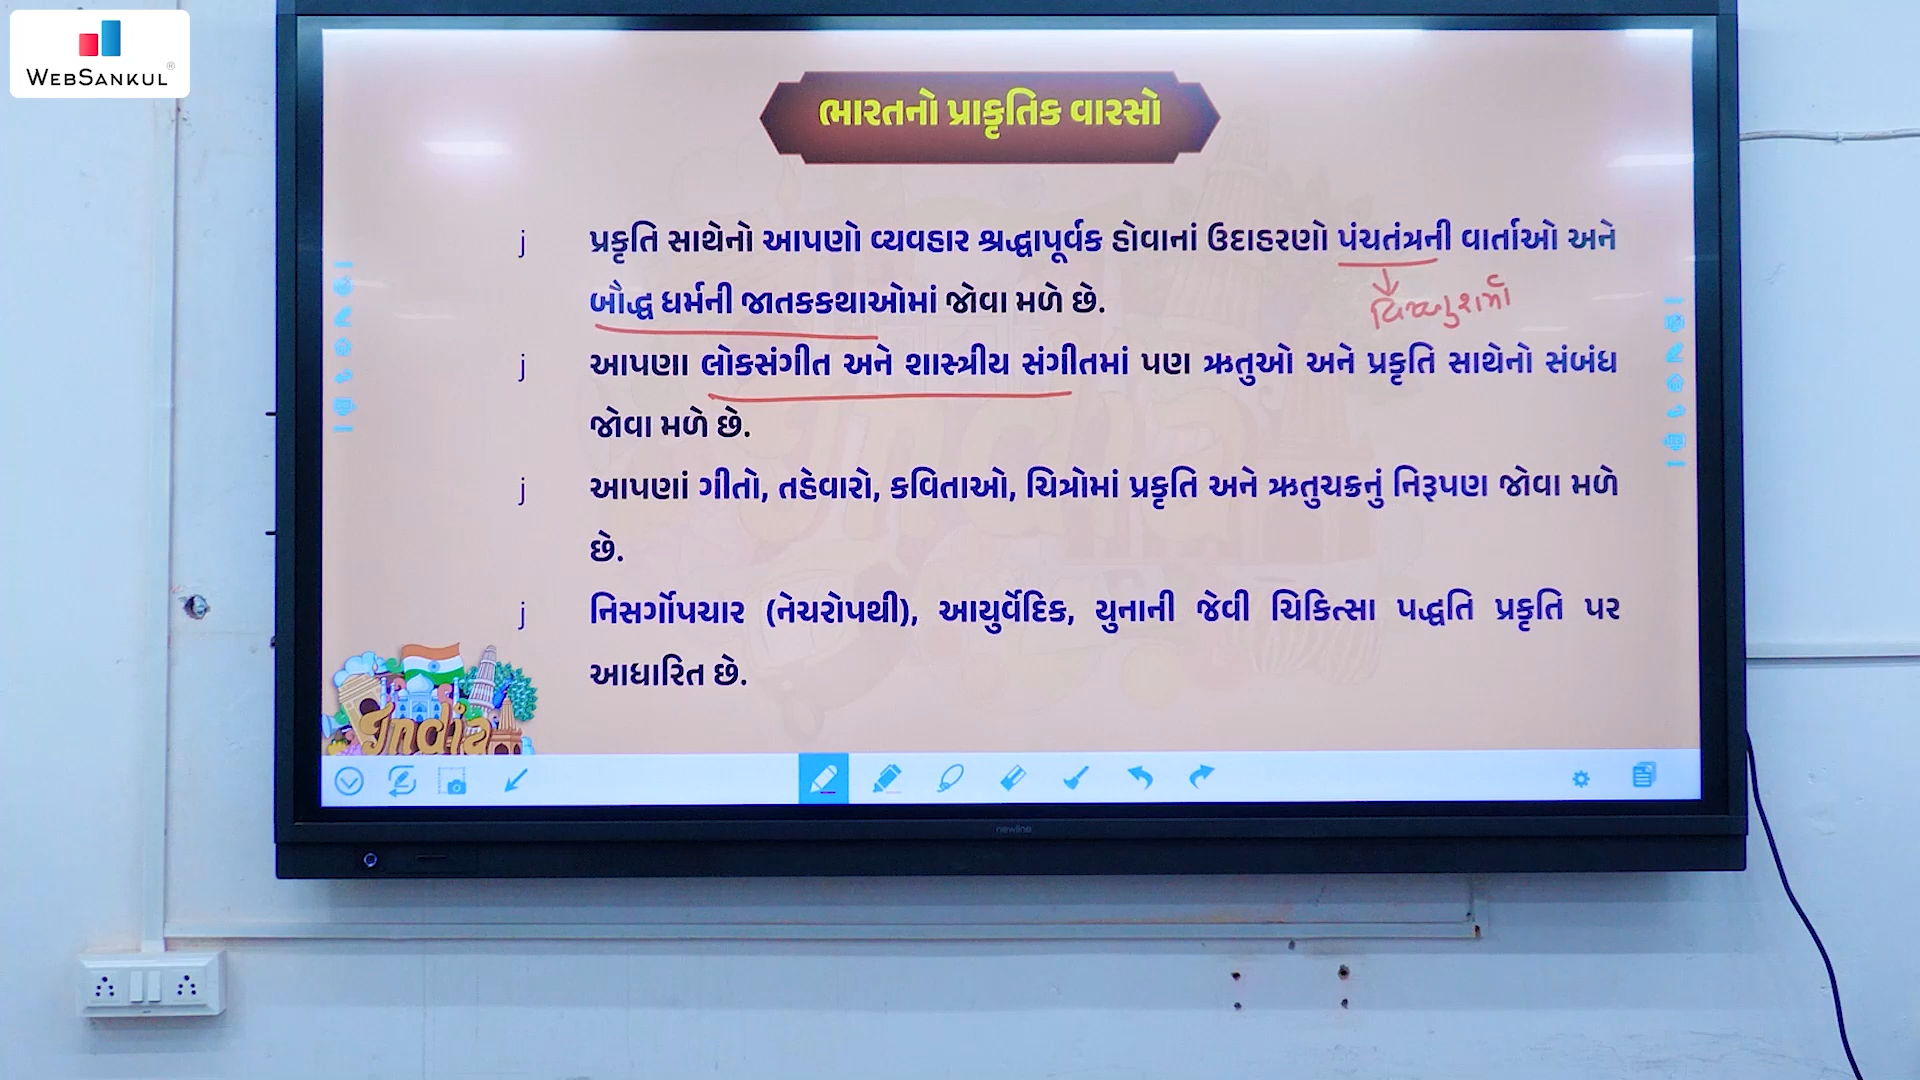 WEBSANKUL®
ભારતનો પ્રાકૃતિક વારસો
j પ્રકૃતિ સાથેનો આપણો વ્યવહાર શ્રદ્ધાપૂર્વક હોવાનાં ઉદાહરણો પંચતંત્રની વાર્તાઓ અને
બૌદ્ધ ધર્મની જાતકકથાઓમાં જોવા મળે છે.
વિષ્ણુશર્મા
j આપણા લોકસંગીત અને શાસ્ત્રીય સંગીતમાં પણ ઋતુઓ અને પ્રકૃતિ સાથેનો સંબંધ
જોવા મળે છે.
j આપણાં ગીતો, તહેવારો, કવિતાઓ, ચિત્રોમાં પ્રકૃતિ અને ઋતુચક્રનું નિરૂપણ જોવા મળે
છે.
j નિસર્ગોપચાર (નેચરોપથી), આયુર્વેદિક, યુનાની જેવી ચિકિત્સા પદ્ધતિ પ્રકૃતિ પર
આધારિત છે.
India
newline